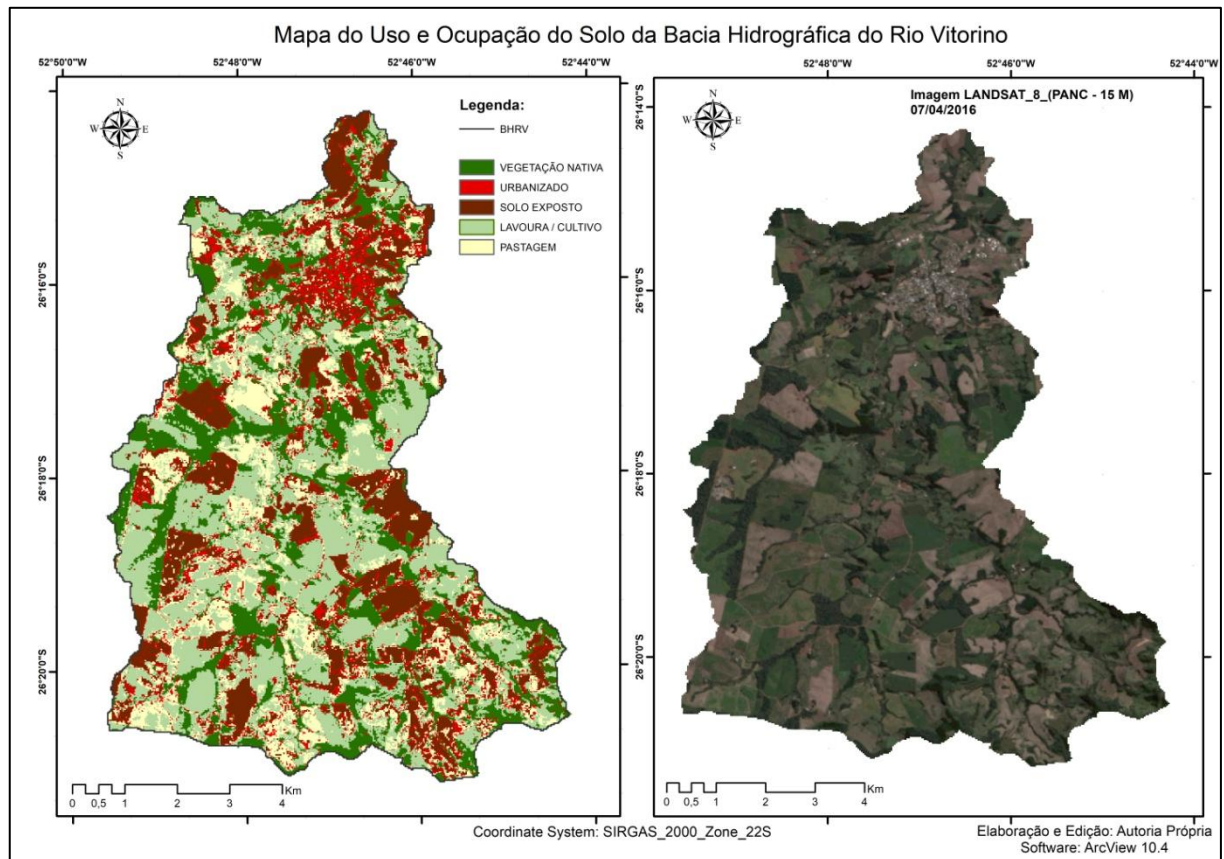 Mapa do Uso e Ocupação do Solo da Bacia Hidrográfica do Rio Vitorino
52°50'0"W
52°48'0"W
52°46'0"W
52°44'0"W
N
W
E
S
Legenda:
BHRV
VEGETAÇÃO NATIVA
URBANIZADO
SOLO EXPOSTO
LAVOURA / CULTIVO
PASTAGEM
26°16'0"S
26°18'0"S
26°20'0"S
0 0,5 1 2 3 4 Km
52°48'0"W
52°46'0"W
52°44'0"W
N
W
E
S
Imagem LANDSAT_8_(PANC - 15 M)
07/04/2016
26°14'0"S
26°16'0"S
26°18'0"S
26°20'0"S
0 0,5 1 2 3 4 Km
Coordinate System: SIRGAS_2000_Zone_22S
Elaboração e Edição: Autoria Própria
Software: ArcView 10.4